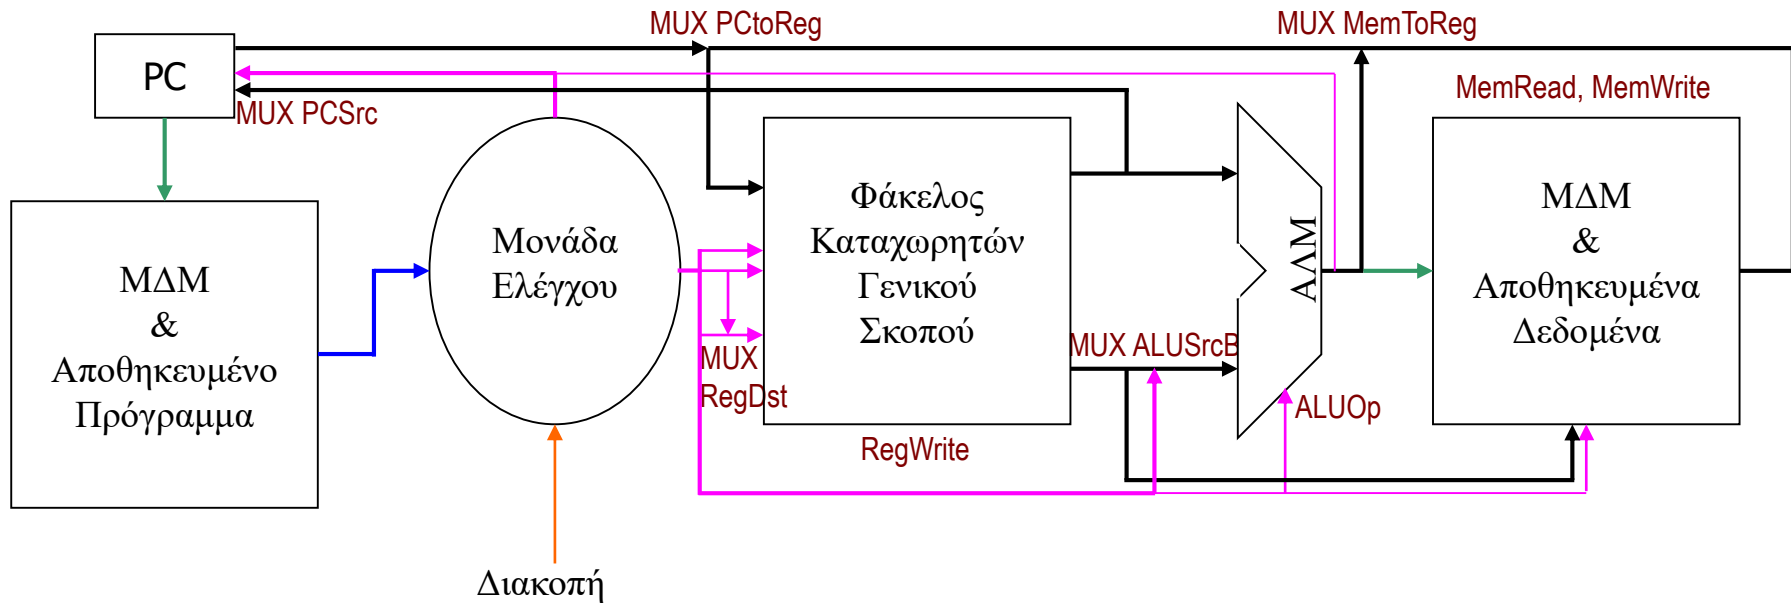 MUX PCtoReg
MUX MemToReg
PC
MUX PCSrc
MemRead, MemWrite
ΜΔΜ
&
Αποθηκευμένο
Πρόγραμμα
Μονάδα
Ελέγχου
Φάκελος
Καταχωρητών
Γενικού
Σκοπού
MUX
RegDst
RegWrite
MUX ALUSrcB
ΑΛΜ
ALUOp
ΜΔΜ
&
Αποθηκευμένα
Δεδομένα
Διακοπή